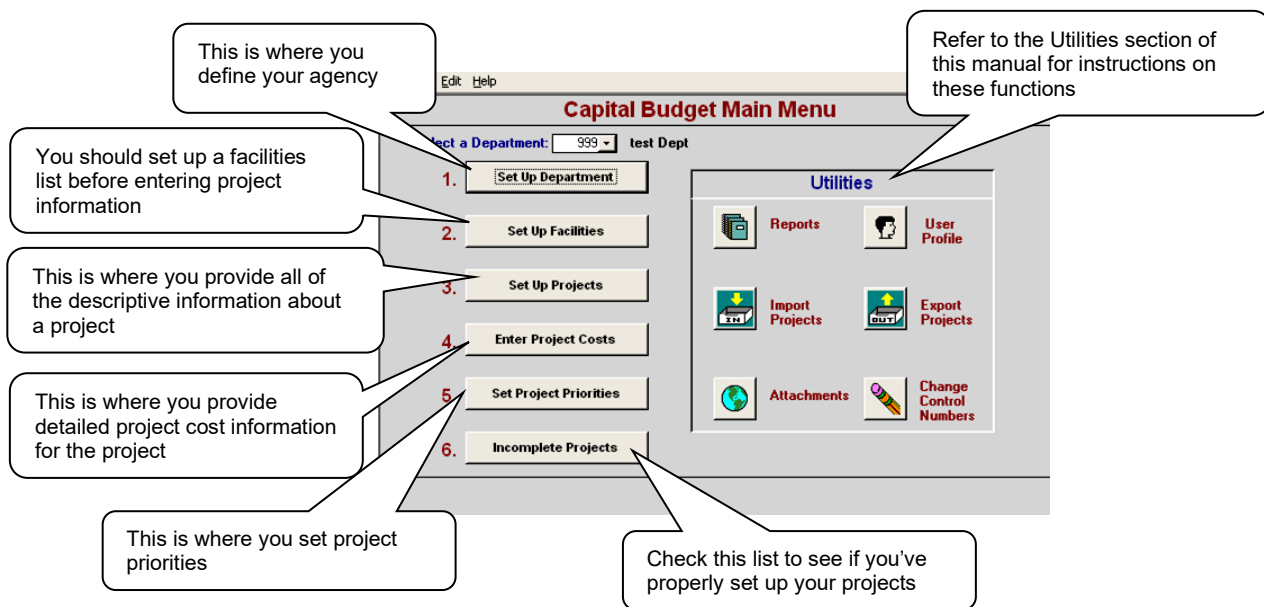 This is where you
define your agency
Refer to the Utilities section of
this manual for instructions on
these functions
Edit Help
Capital Budget Main Menu
lect a Department: 999 test Dept
You should set up a facilities
list before entering project
information
1. Set Up Department
Utilities
2. Set Up Facilities
Reports
User
Profile
This is where you provide all of
the descriptive information about
a project
3. Set Up Projects
Import
Projects
IN
Export
Projects
OUT
4. Enter Project Costs
This is where you provide
detailed project cost information
for the project
5 Set Project Priorities
Attachments
Change
Control
Numbers
6. Incomplete Projects
This is where you set project
priorities
Check this list to see if you’ve
properly set up your projects